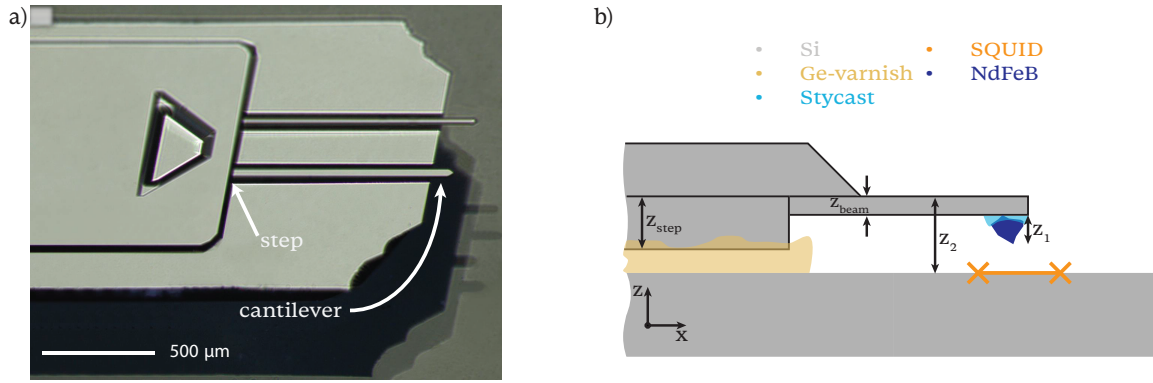 a)
step
cantilever
500 µm
b)
Si
SQUID
Ge-varnish
NdFeB
Stycast
z_beam
z_step
z_2
z_1
z
x